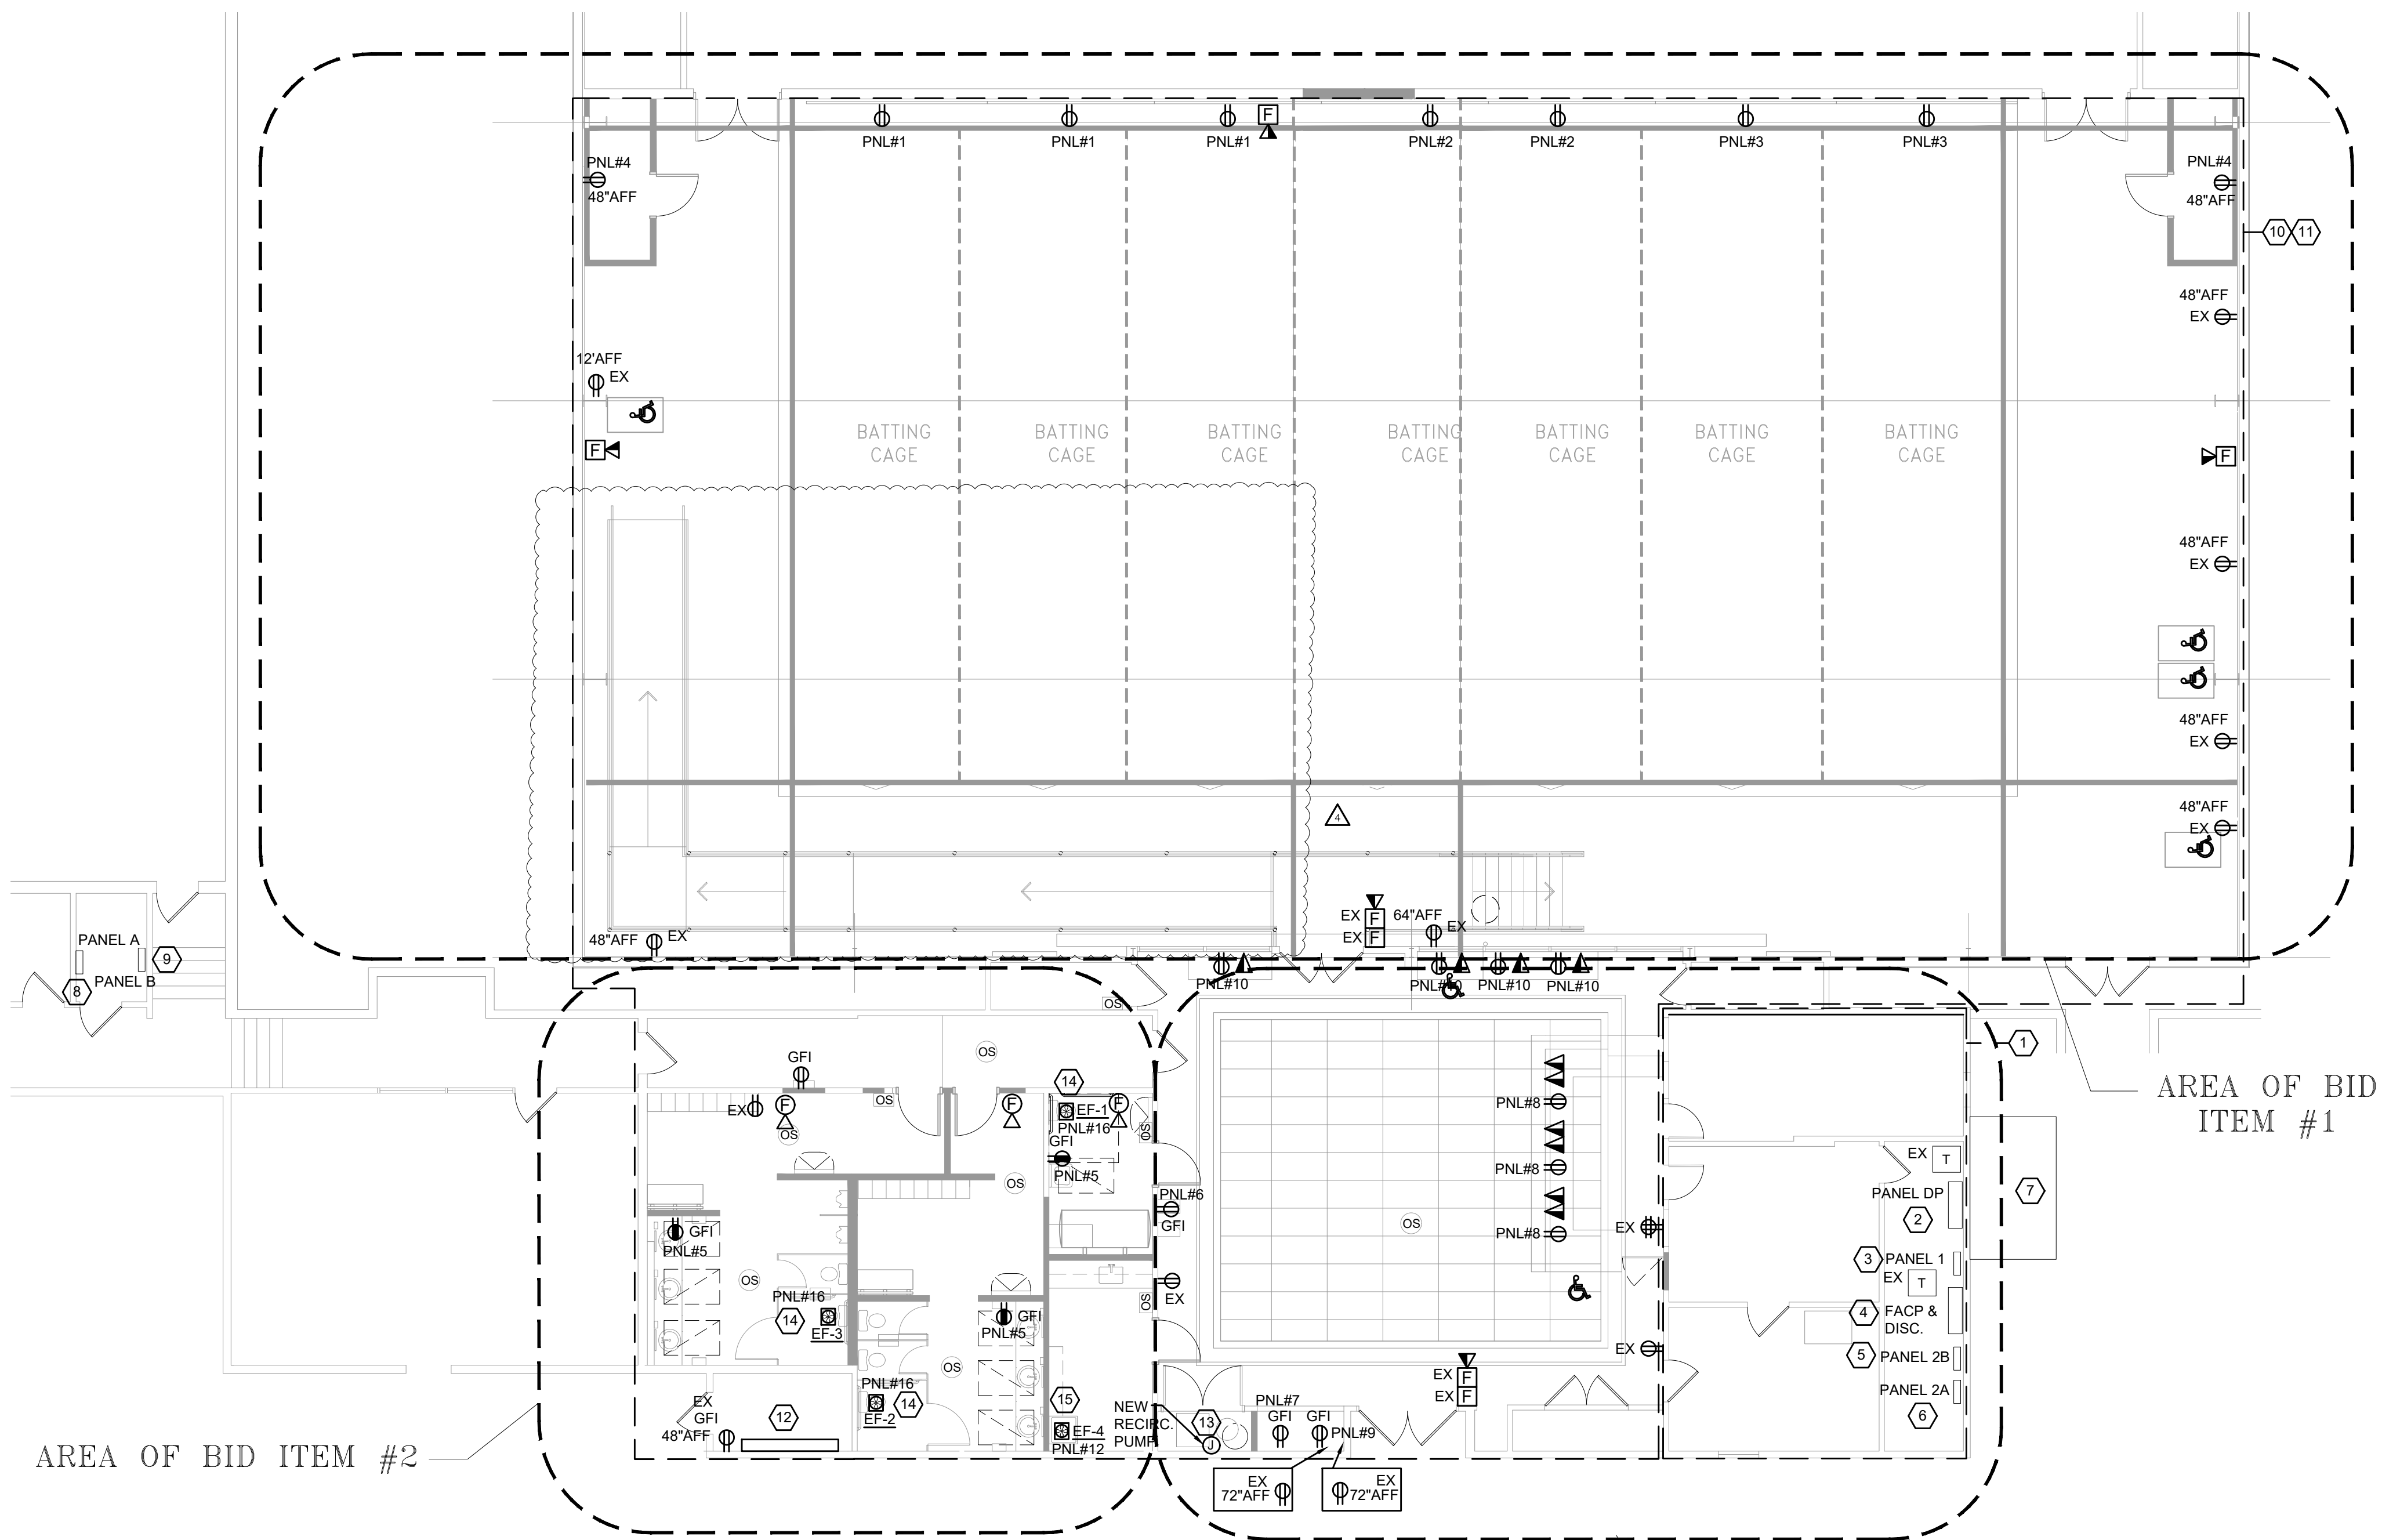 PNL#1
PNL#1
PNL#1
F
PNL#2
PNL#2
PNL#3
PNL#3
PNL#4
48"AFF
PNL#4
48"AFF
10
11
48"AFF
EX
12'AFF
EX
F
BATTING
CAGE
BATTING
CAGE
BATTING
CAGE
BATTING
CAGE
BATTING
CAGE
BATTING
CAGE
BATTING
CAGE
F
48"AFF
EX
48"AFF
EX
48"AFF
EX
4
EX F
EX F
64"AFF
EX
48"AFF
EX
PANEL A
9
PANEL B
8
PNL#10
PNL#10
PNL#10
PNL#10
OS
1
AREA OF BID
ITEM #1
GFI
OS
14
EX
F
OS
OS
F
EF-1
PNL#16
F
OS
GFI
PNL#5
OS
PNL#6
GFI
PNL#8
PNL#8
PNL#8
OS
EX
EX T
PANEL DP
2
7
3
PANEL 1
EX
T
4
FACP &
DISC.
5
PANEL 2B
PANEL 2A
6
GFI
PNL#5
OS
PNL#16
14
EF-3
GFI
PNL#5
EX
OS
OS
EX
PNL#16
EF-2
14
15
EF-4
PNL#12
NEW
RECIRC.
PUMP
13
J
PNL#7
GFI
GFI
PNL#9
EX F
EX F
EX
GFI
48"AFF
12
AREA OF BID ITEM #2
EX
72"AFF
EX
72"AFF